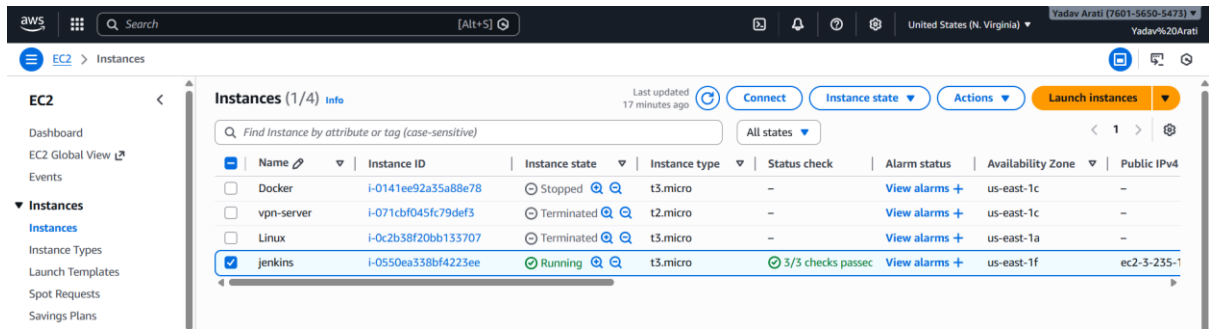 aws Search [Alt+S] United States (N. Virginia) Yadav Arati (7601-5650-5473)
Yadav%20Arati
EC2 > Instances
EC2
Dashboard
EC2 Global View
Events
Instances
Instances
Instance Types
Launch Templates
Spot Requests
Savings Plans
Instances (1/4) Info Last updated 17 minutes ago Connect Instance state Actions Launch instances
Find Instance by attribute or tag (case-sensitive) All states 1
Name Instance ID Instance state Instance type Status check Alarm status Availability Zone Public IPv4
Docker i-0141ee92a35a88e78 Stopped t3.micro – View alarms + us-east-1c –
vpn-server i-071cbf045fc79def3 Terminated t2.micro – View alarms + us-east-1c –
Linux i-0c2b38f20bb133707 Terminated t3.micro – View alarms + us-east-1a –
jenkins i-0550ea338bf4223ee Running t3.micro 3/3 checks passec View alarms + us-east-1f ec2-3-235-1